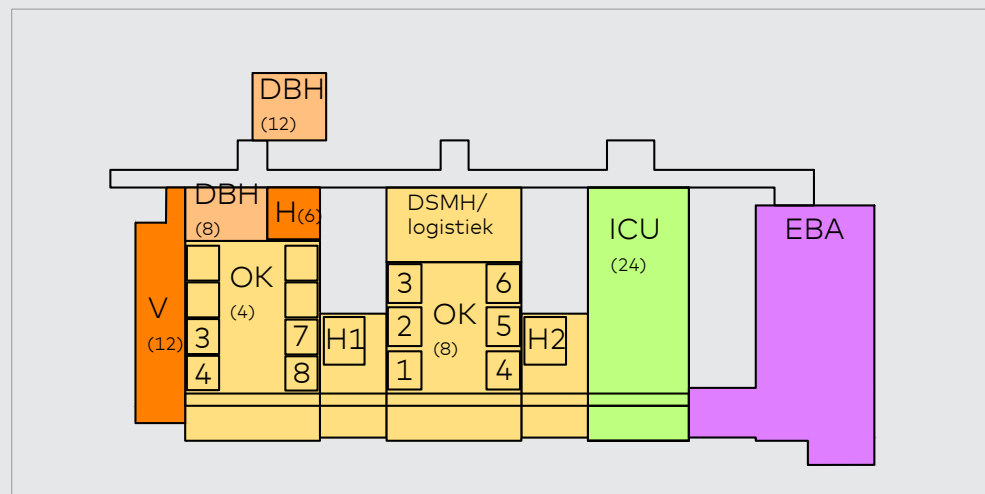 DBH
(12)
DBH
(8)
H(6)
DSMH/
logistiek
ICU
(24)
EBA
V
(12)
OK
(4)
3
4
7
8
H1
3
2
1
OK
(8)
6
5
4
H2